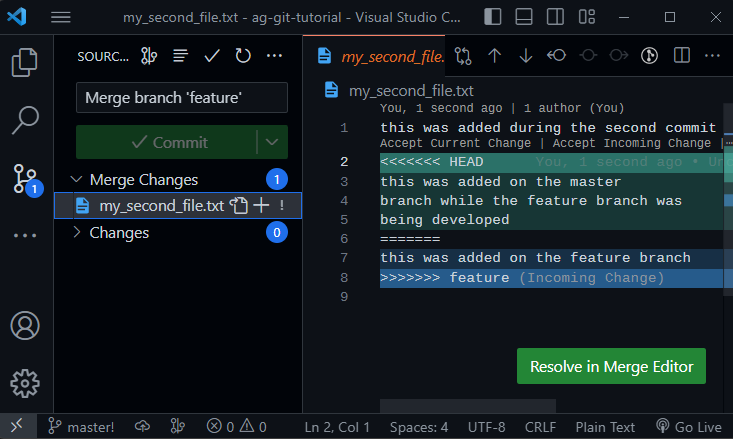 my_second_file.txt - ag-git-tutorial - Visual Studio C...
SOURC...
Merge branch 'feature'
Commit
Merge Changes 1
my_second_file.txt !
Changes 0
1
my_second_file.
my_second_file.txt
You, 1 second ago | 1 author (You)
1 this was added during the second commit
Accept Current Change | Accept Incoming Change | ...
2 <<<<<<< HEAD You, 1 second ago • Un
3 this was added on the master
4 branch while the feature branch was
5 being developed
6 =======
7 this was added on the feature branch
8 >>>>>>> feature (Incoming Change)
9
Resolve in Merge Editor
master! 0 0 Ln 2, Col 1 Spaces: 4 UTF-8 CRLF Plain Text Go Live